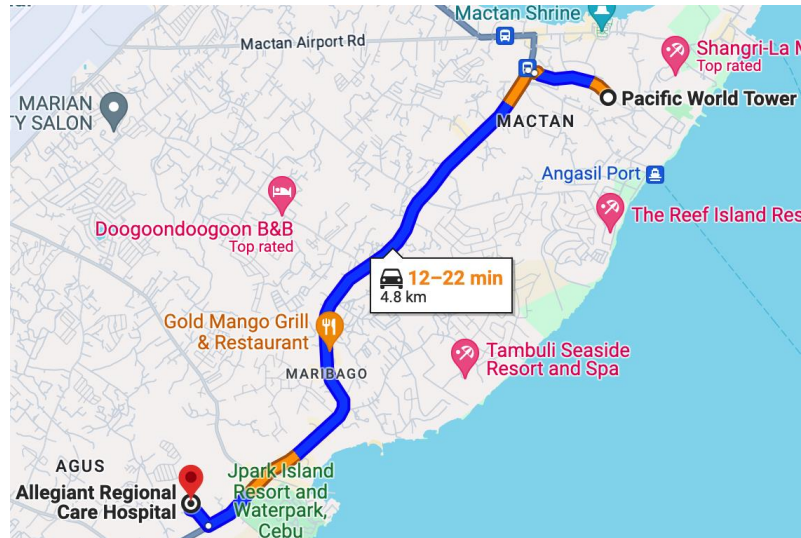 Mactan Shrine
Mactan Airport Rd
Shangri-La M
Top rated
MARIAN
TY SALON
Pacific World Tower
MACTAN
Angasil Port
Doogoondoogoon B&B
Top rated
The Reef Island Res
12–22 min
4.8 km
Gold Mango Grill
& Restaurant
Tambuli Seaside
Resort and Spa
MARIBAGO
AGUS
Allegiant Regional
Care Hospital
Jpark Island
Resort and
Waterpark,
Cebu